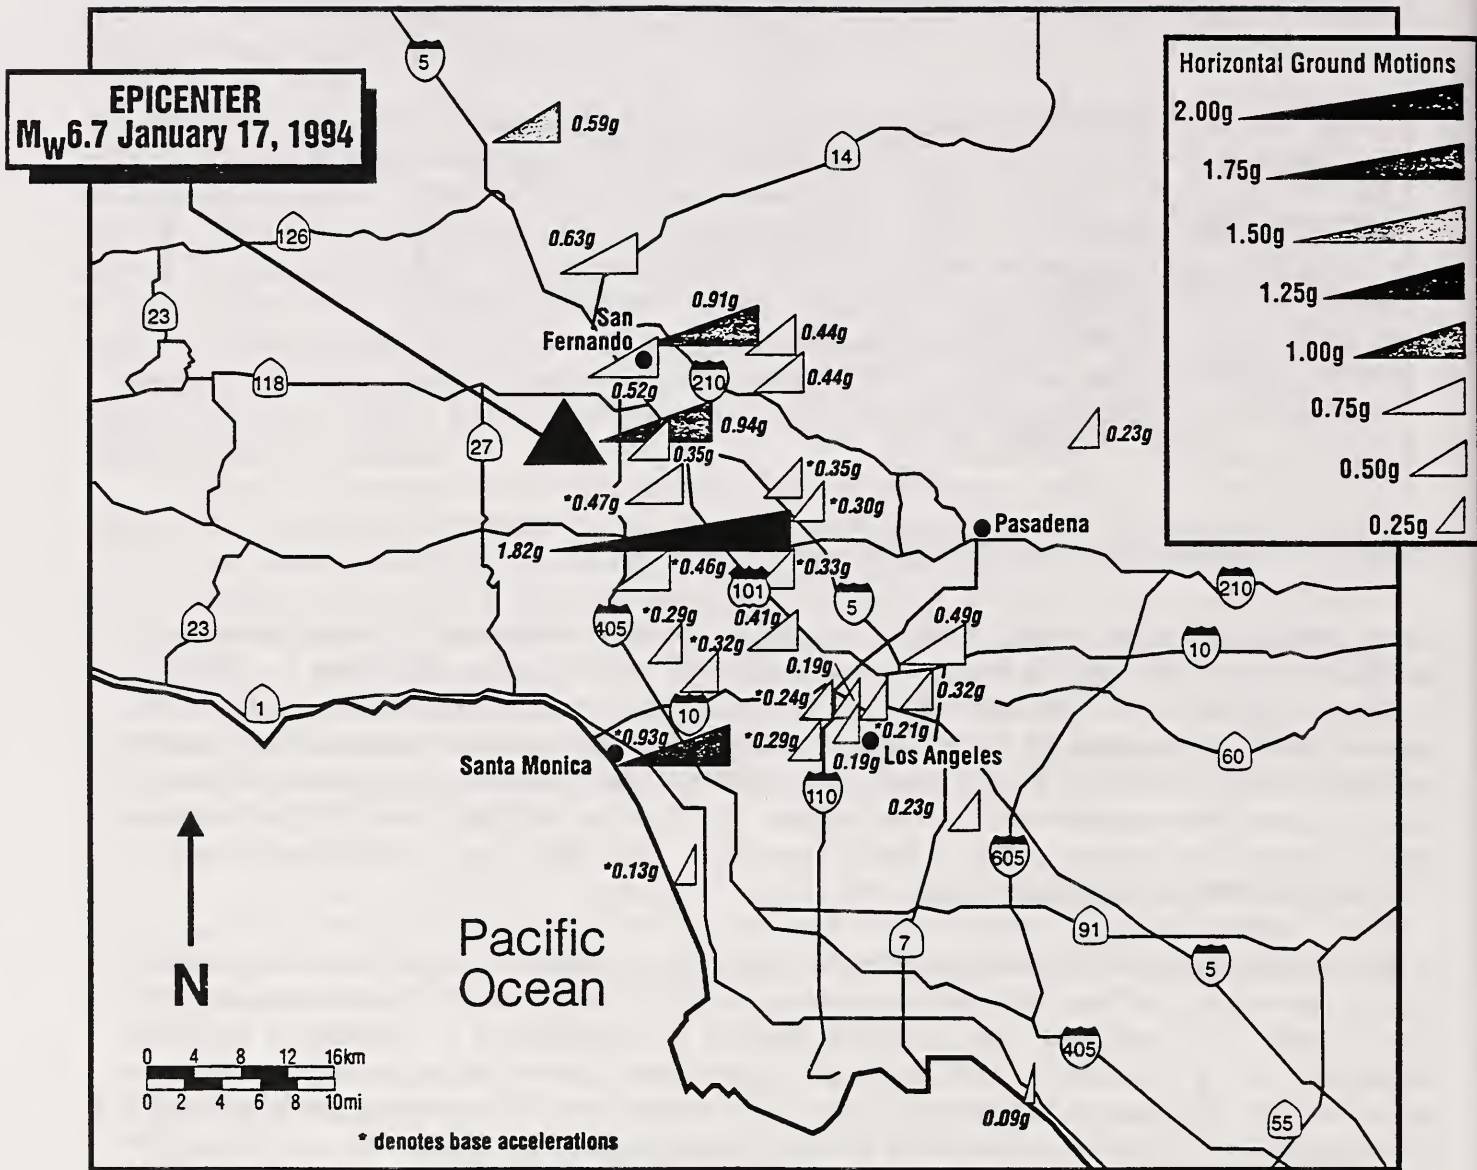 EPICENTER
Mw6.7 January 17, 1994
Horizontal Ground Motions
2.00g
1.75g
1.50g
1.25g
1.00g
0.75g
0.50g
0.25g
5
0.59g
14
126
0.63g
23
0.91g
San
Fernando
0.44g
118
0.52g
210
0.44g
27
0.94g
0.23g
0.35g
*0.35g
*0.47g
*0.30g
Pasadena
1.82g
*0.46g
*0.33g
101
210
23
405
*0.29g
0.41g
5
0.49g
*0.32g
10
0.19g
1
*0.24g
0.32g
10
*0.93g
*0.29g
*0.21g
0.19g
Los Angeles
60
Santa Monica
110
0.23g
605
*0.13g
Pacific
Ocean
7
91
5
N
405
0 4 8 12 16km
0 2 4 6 8 10mi
0.09g
55
* denotes base accelerations